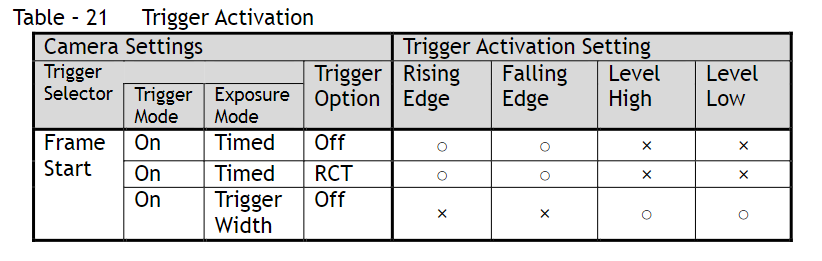 Table - 21 Trigger Activation
Camera Settings Trigger Activation Setting
Trigger Selector Trigger Mode Exposure Mode Trigger Option Rising Edge Falling Edge Level High Level Low
Frame Start On Timed Off ○ ○ × ×
On Timed RCT ○ ○ × ×
On Trigger Width Off × × ○ ○